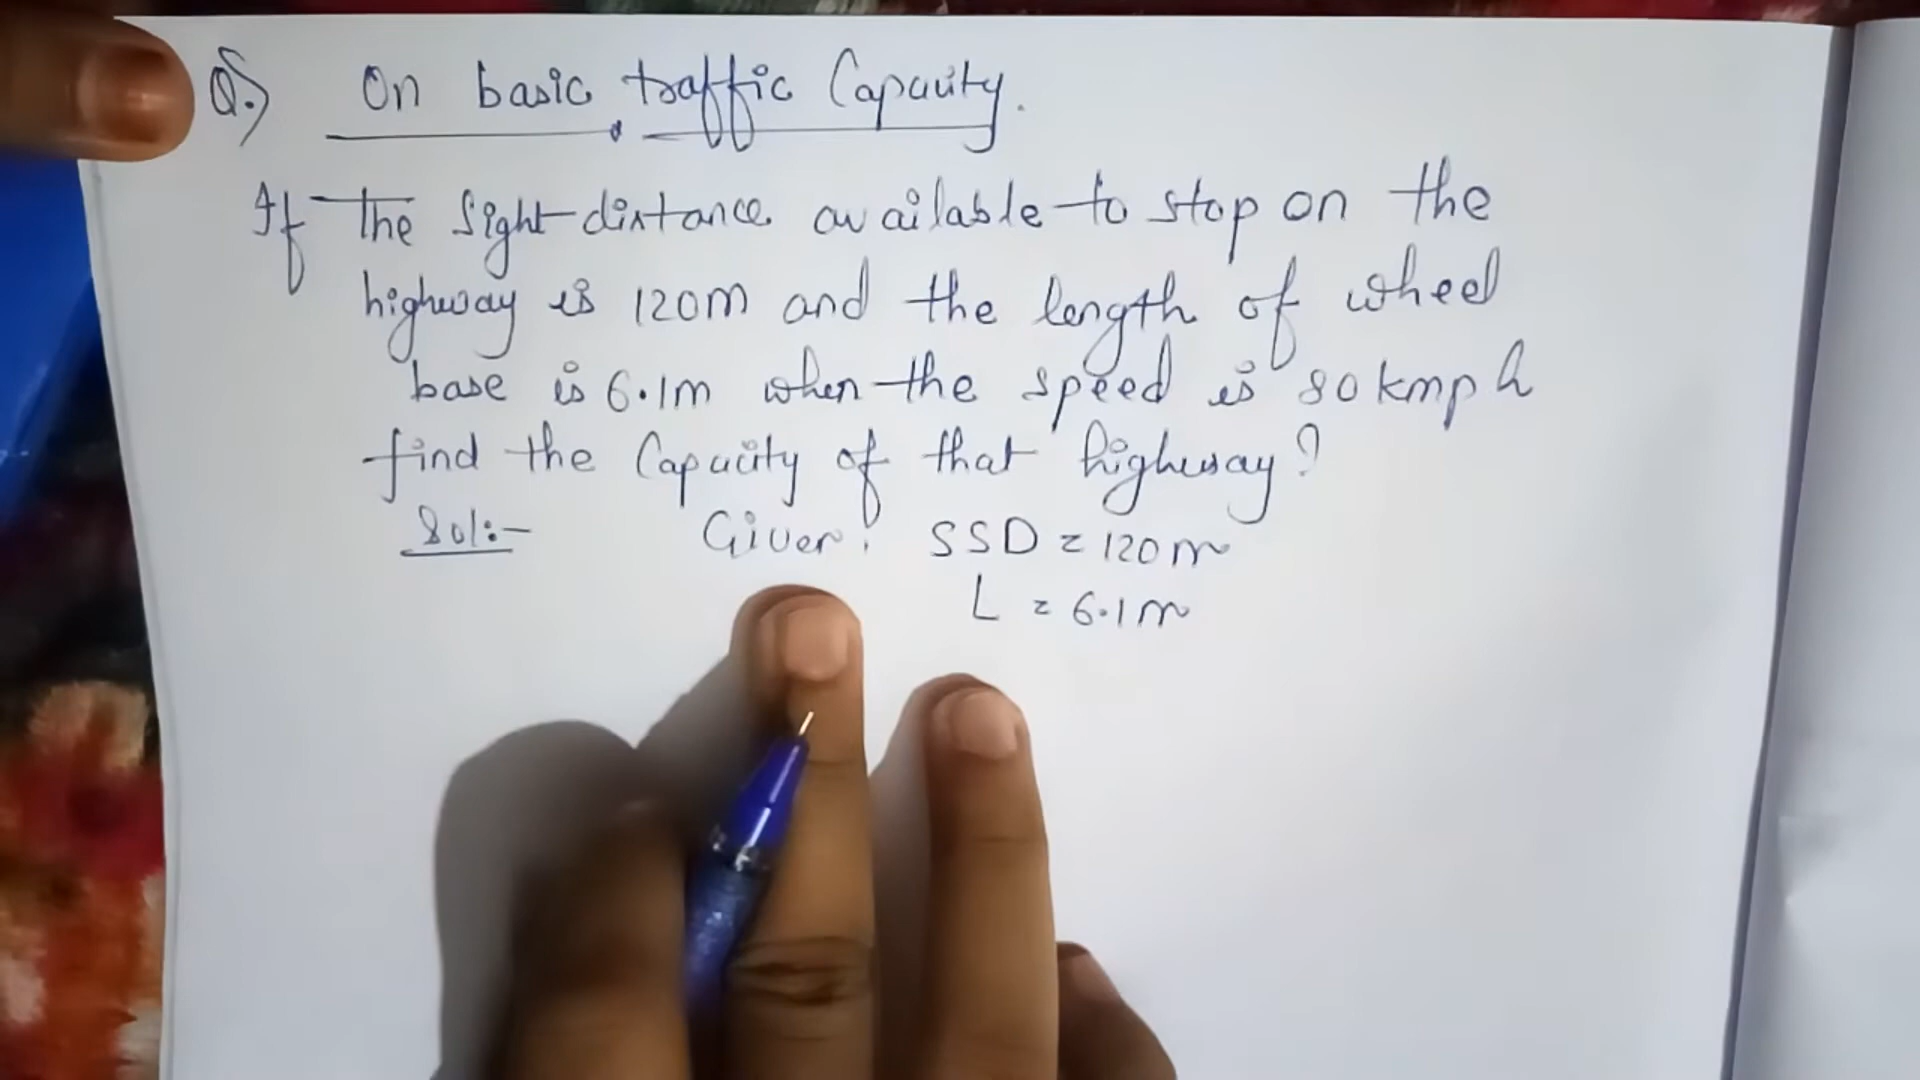 Q.) On basic traffic Capacity.
If the Sight distance available to stop on the
highway is 120m and the length of wheel
base is 6.1m when the speed is 80kmph
find the Capacity of that highway?
Sol:- Given: SSD = 120m
L = 6.1m